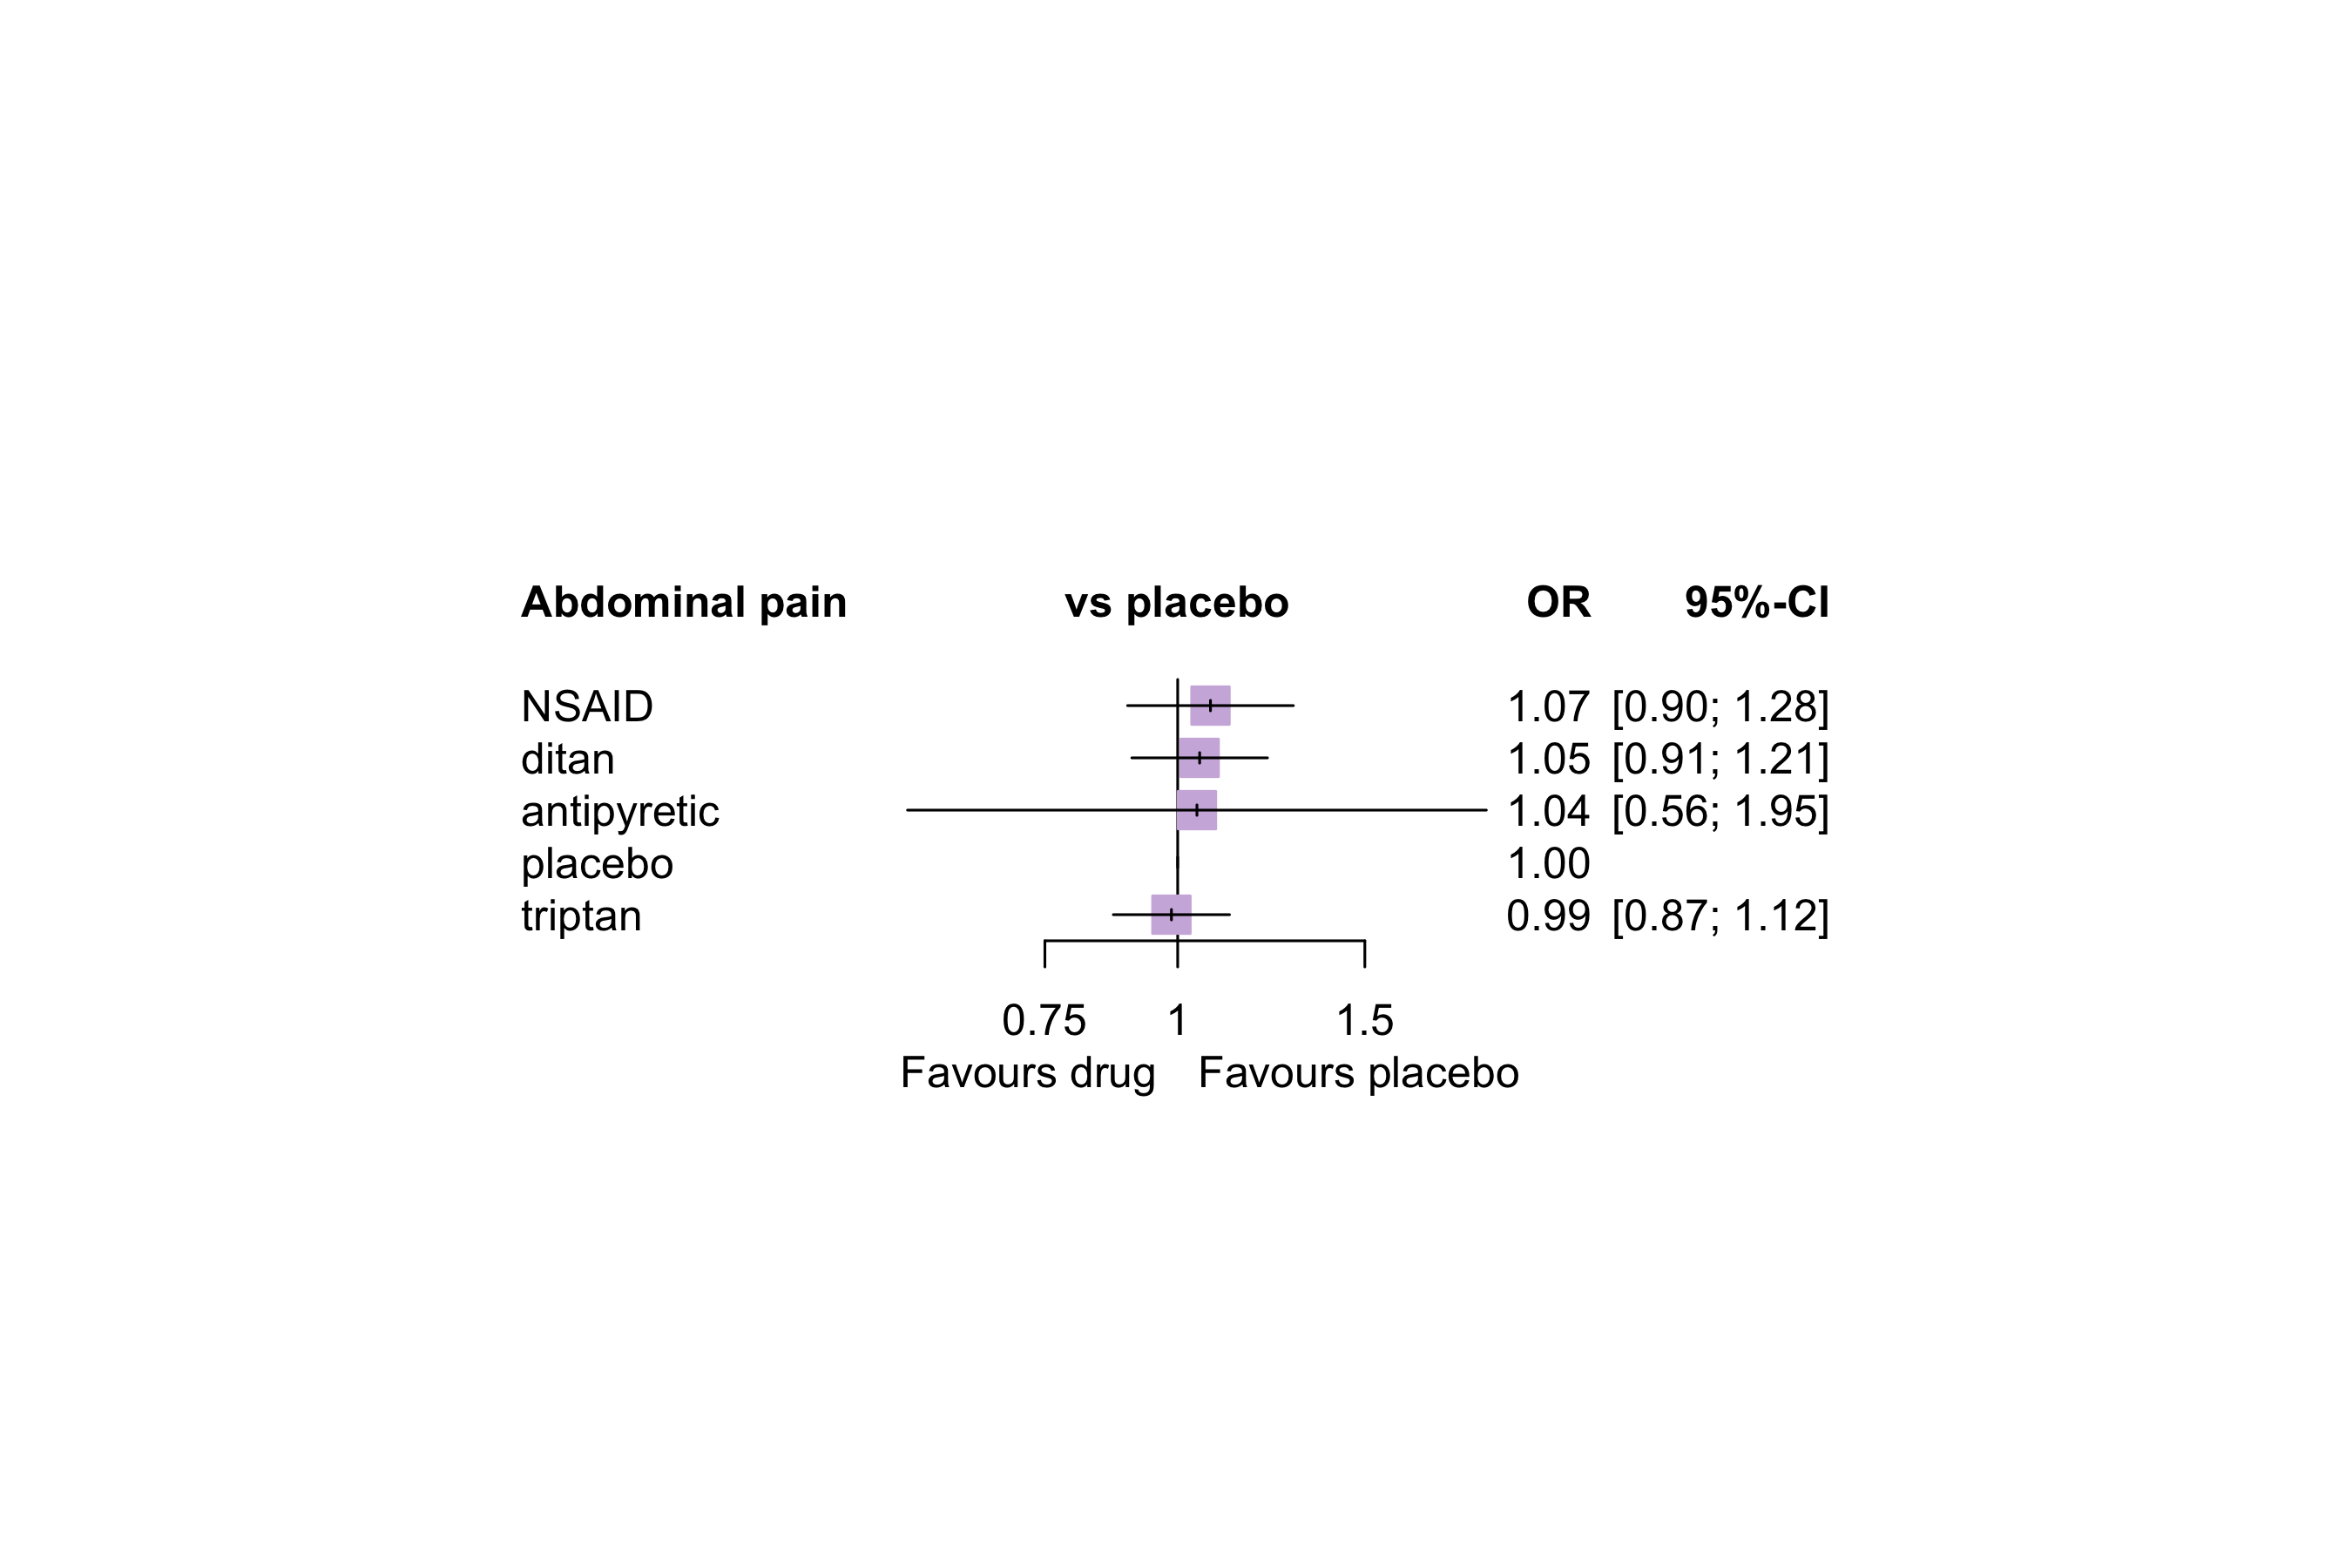 Abdominal pain vs placebo OR 95%-CI
NSAID 1.07 [0.90; 1.28]
ditan 1.05 [0.91; 1.21]
antipyretic 1.04 [0.56; 1.95]
placebo 1.00
triptan 0.99 [0.87; 1.12]
0.75 1 1.5
Favours drug Favours placebo